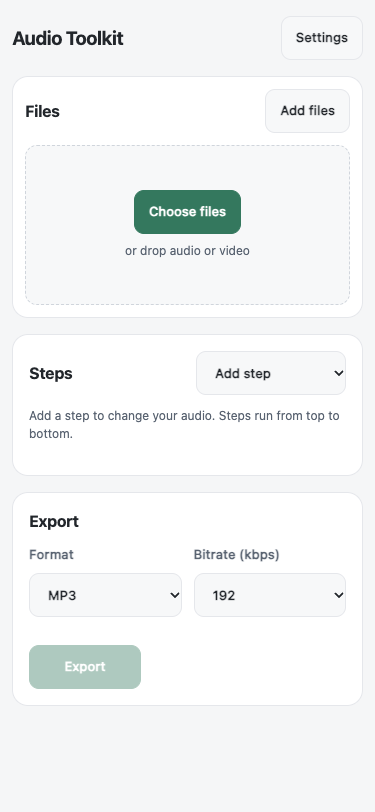 Audio Toolkit
Settings
Files
Add files
Choose files
or drop audio or video
Steps
Add step
Add a step to change your audio. Steps run from top to
bottom.
Export
Format
Bitrate (kbps)
MP3
192
Export